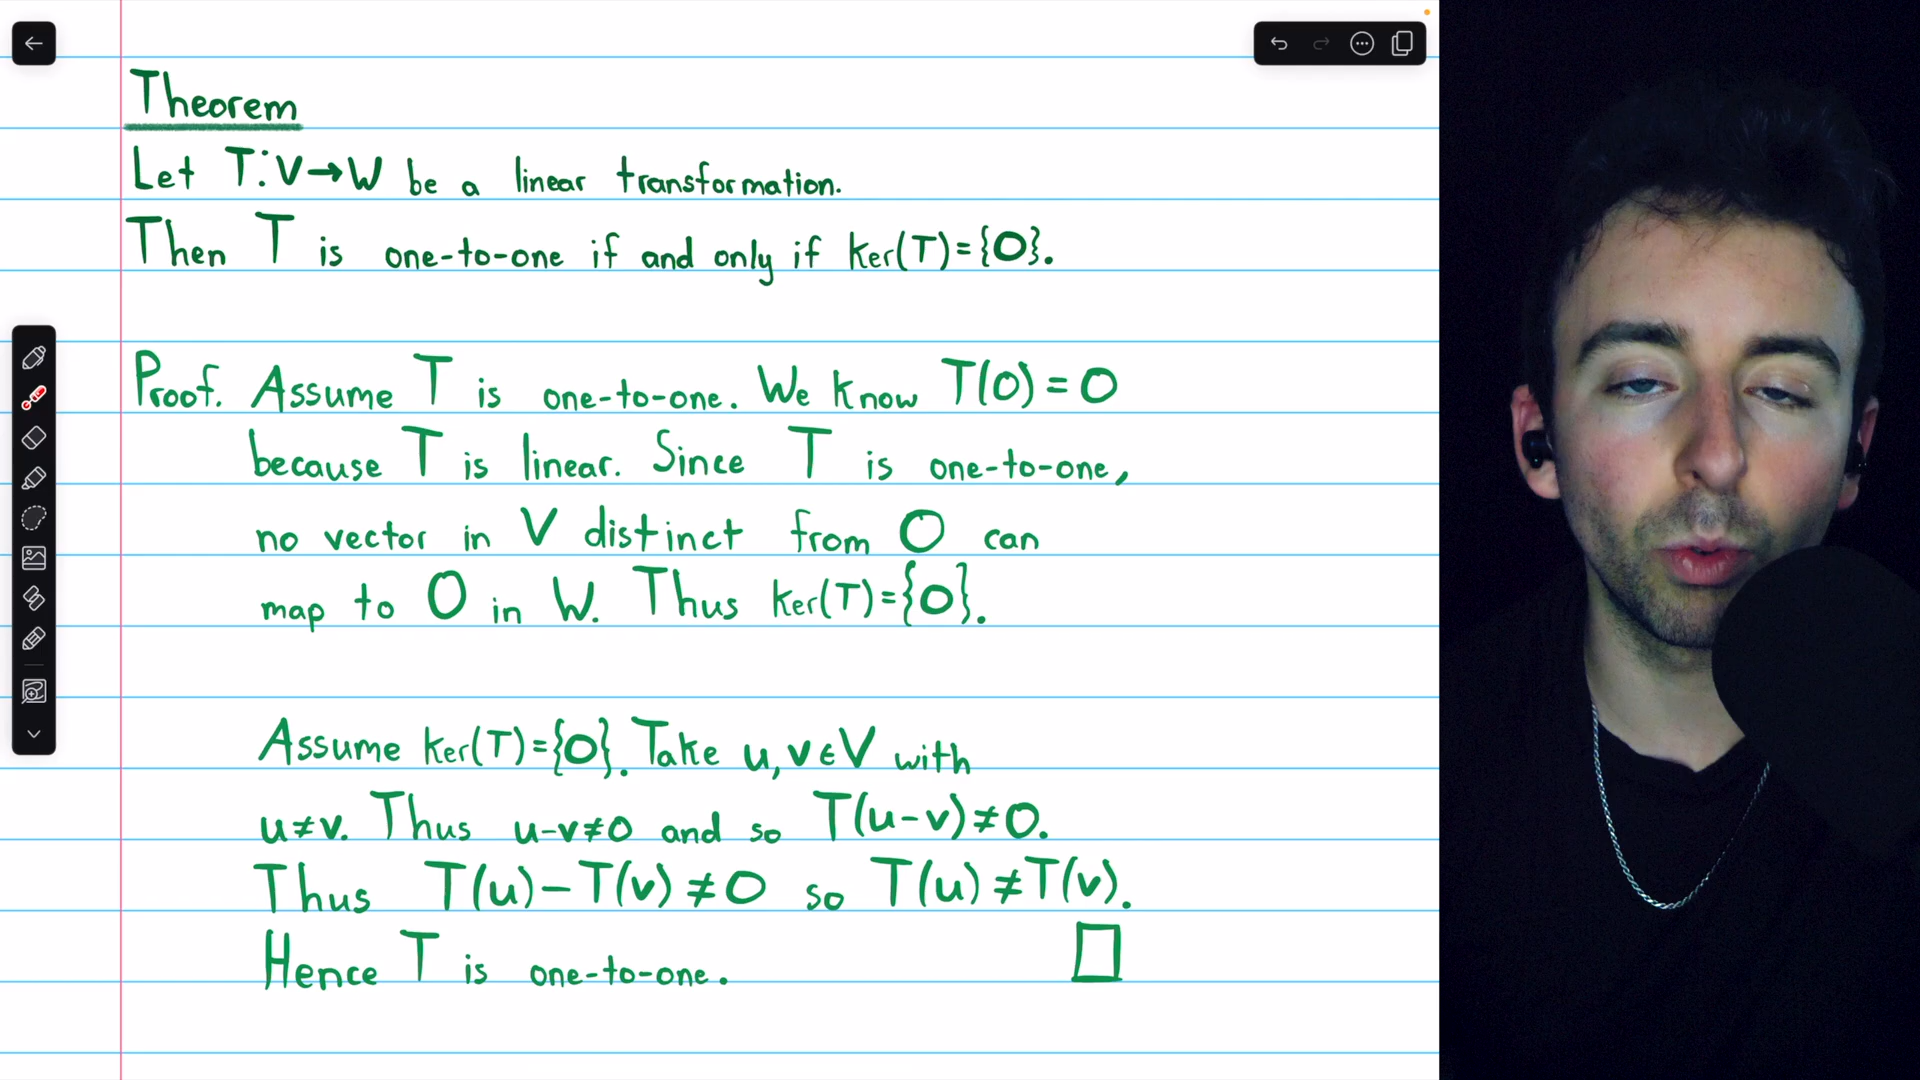 Theorem
Let T:V→W be a linear transformation.
Then T is one-to-one if and only if ker(T)={0}.
Proof. Assume T is one-to-one. We know T(0)=0
because T is linear. Since T is one-to-one,
no vector in V distinct from 0 can
map to 0 in W. Thus ker(T)={0}.
Assume ker(T)={0}. Take u,v∈V with
u≠v. Thus u-v≠0 and so T(u-v)≠0.
Thus T(u)-T(v)≠0 so T(u)≠T(v).
Hence T is one-to-one. □